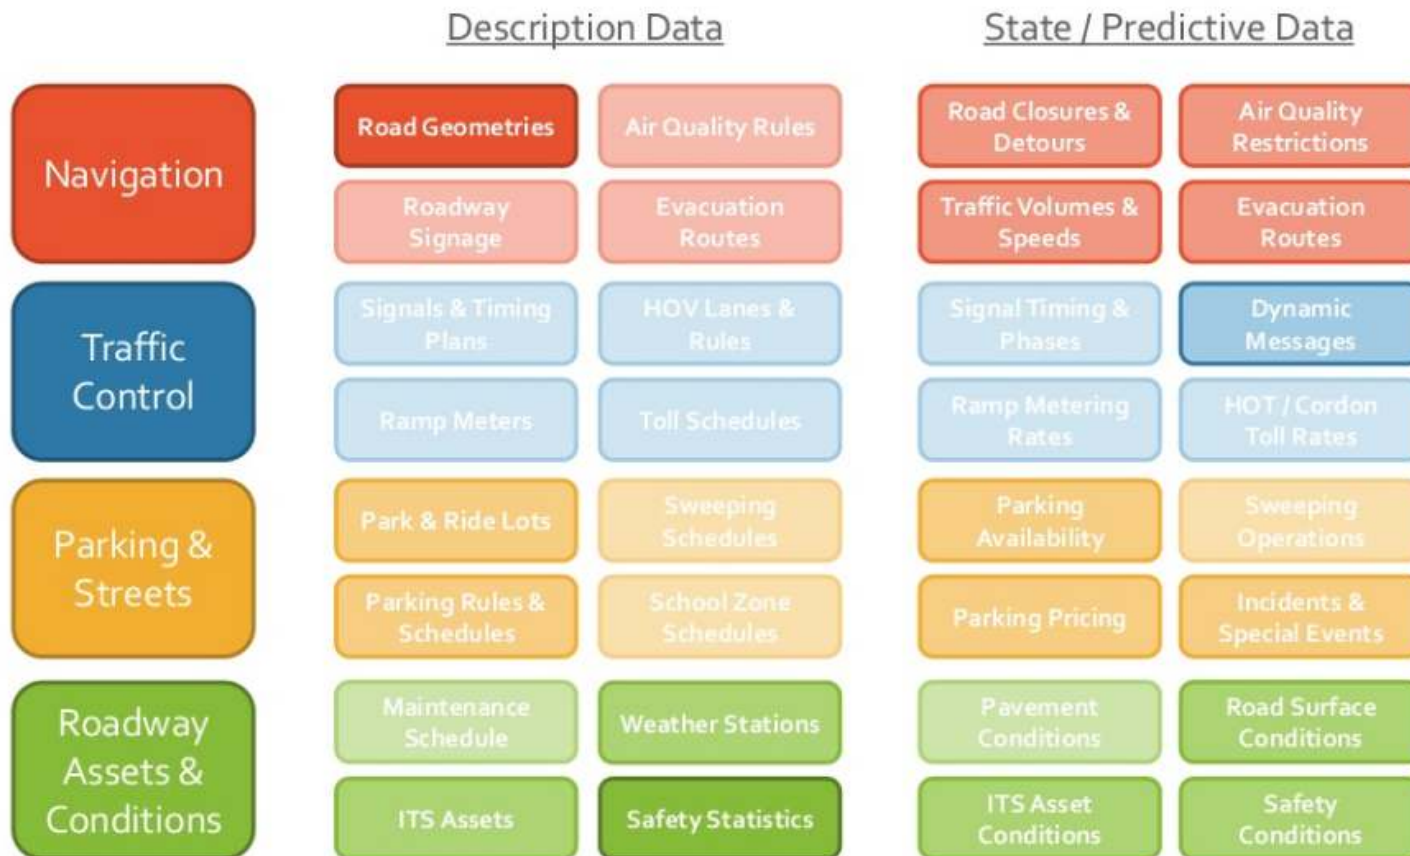 Description Data
State / Predictive Data
Navigation
Road Geometries
Air Quality Rules
Road Closures &
Detours
Air Quality
Restrictions
Roadway
Signage
Evacuation
Routes
Traffic Volumes &
Speeds
Evacuation
Routes
Traffic
Control
Signals & Timing
Plans
HOV Lanes &
Rules
Signal Timing &
Phases
Dynamic
Messages
Ramp Meters
Toll Schedules
Ramp Metering
Rates
HOT / Cordon
Toll Rates
Parking &
Streets
Park & Ride Lots
Sweeping
Schedules
Parking
Availability
Sweeping
Operations
Parking Rules &
Schedules
School Zone
Schedules
Parking Pricing
Incidents &
Special Events
Roadway
Assets &
Conditions
Maintenance
Schedule
Weather Stations
Pavement
Conditions
Road Surface
Conditions
ITS Assets
Safety Statistics
ITS Asset
Conditions
Safety
Conditions